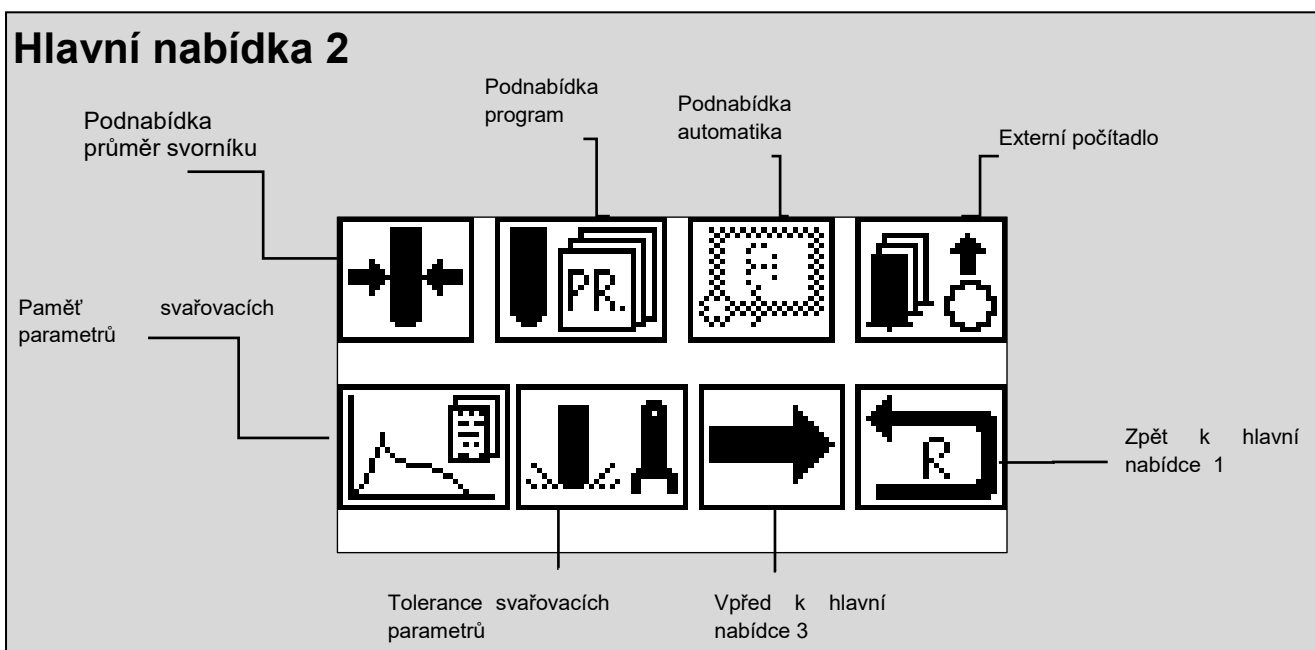 Hlavní nabídka 2
Podnabídka
program
Podnabídka
automatika
Podnabídka
průměr svorníku
Externí počítadlo
PR.
Paměť svařovacích
parametrů
R
Zpět k hlavní
nabídce 1
Tolerance svařovacích
parametrů
Vpřed k hlavní
nabídce 3